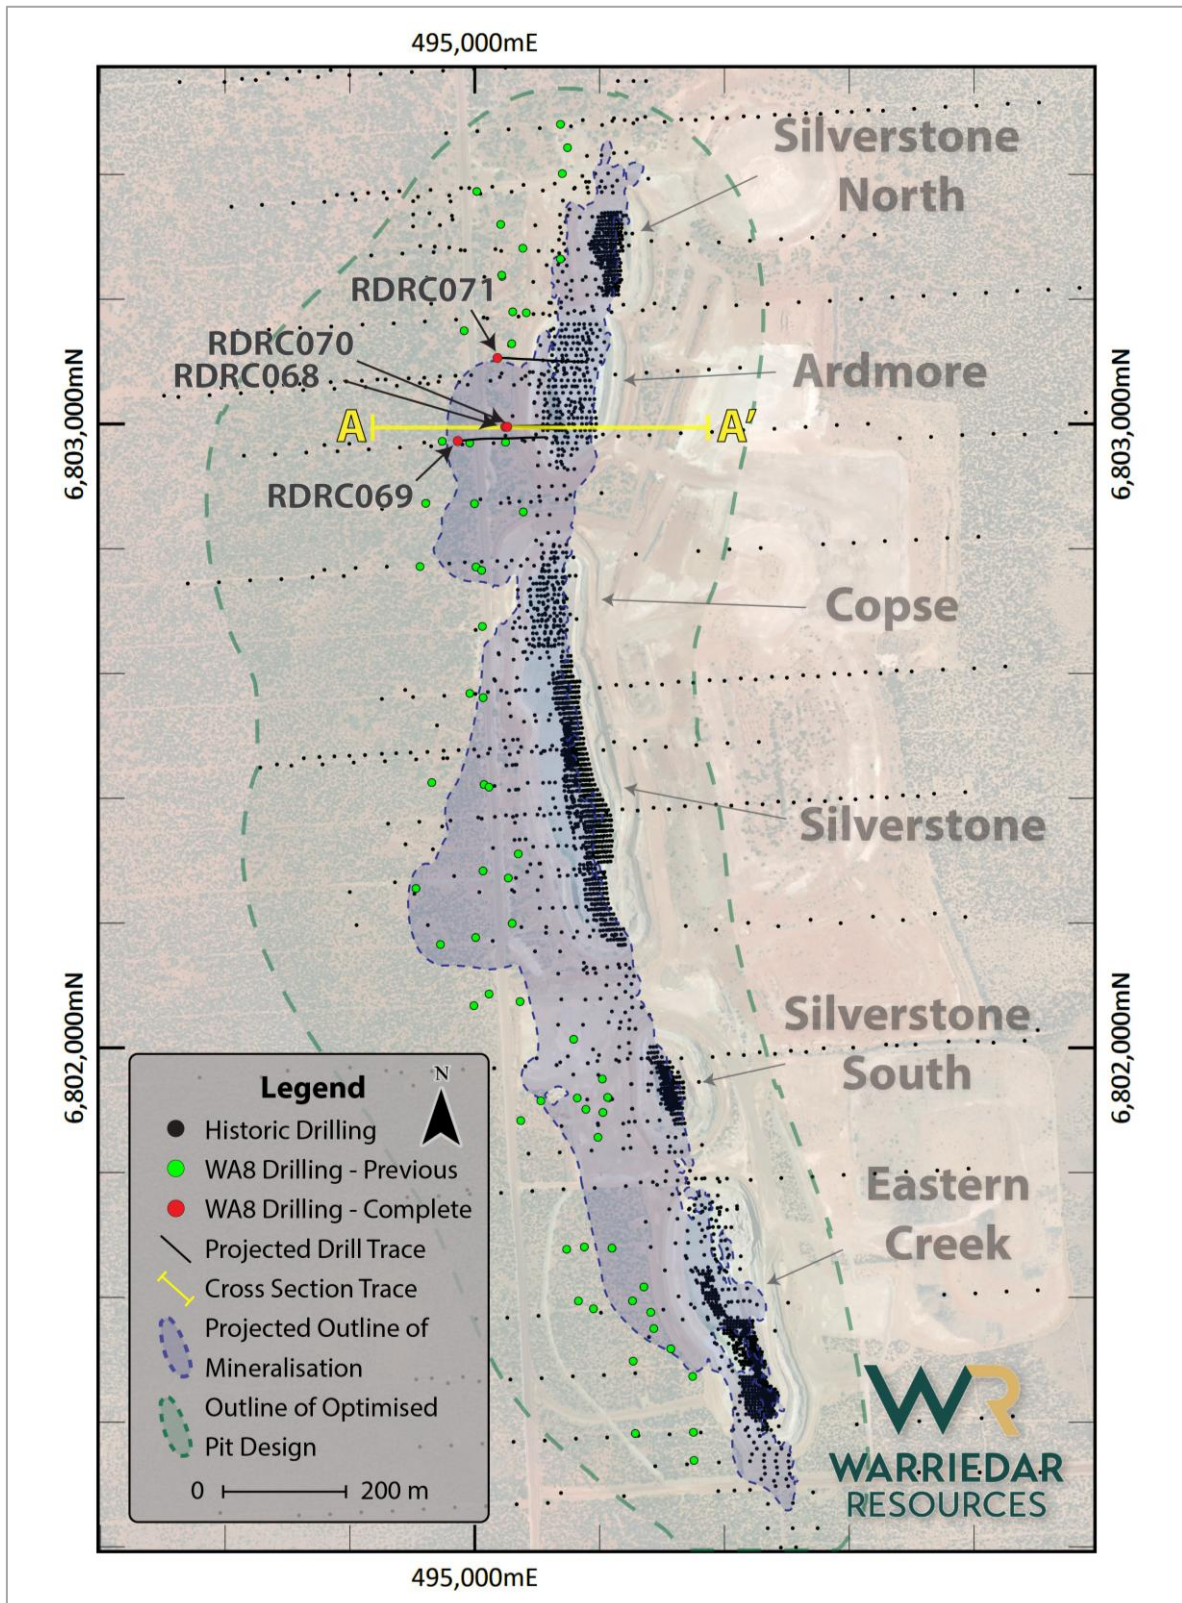 495,000mE
Silverstone
North
RDRC071
RDRC070
RDRC068
Ardmore
6,803,000mN
A
A'
6,803,000mN
RDRC069
Copse
Silverstone
Silverstone
South
6,802,000mN
6,802,000mN
Eastern
Creek
Legend
N
Historic Drilling
WA8 Drilling - Previous
WA8 Drilling - Complete
Projected Drill Trace
Cross Section Trace
Projected Outline of
Mineralisation
Outline of Optimised
Pit Design
0 200 m
WR
WARRIEDAR
RESOURCES
495,000mE